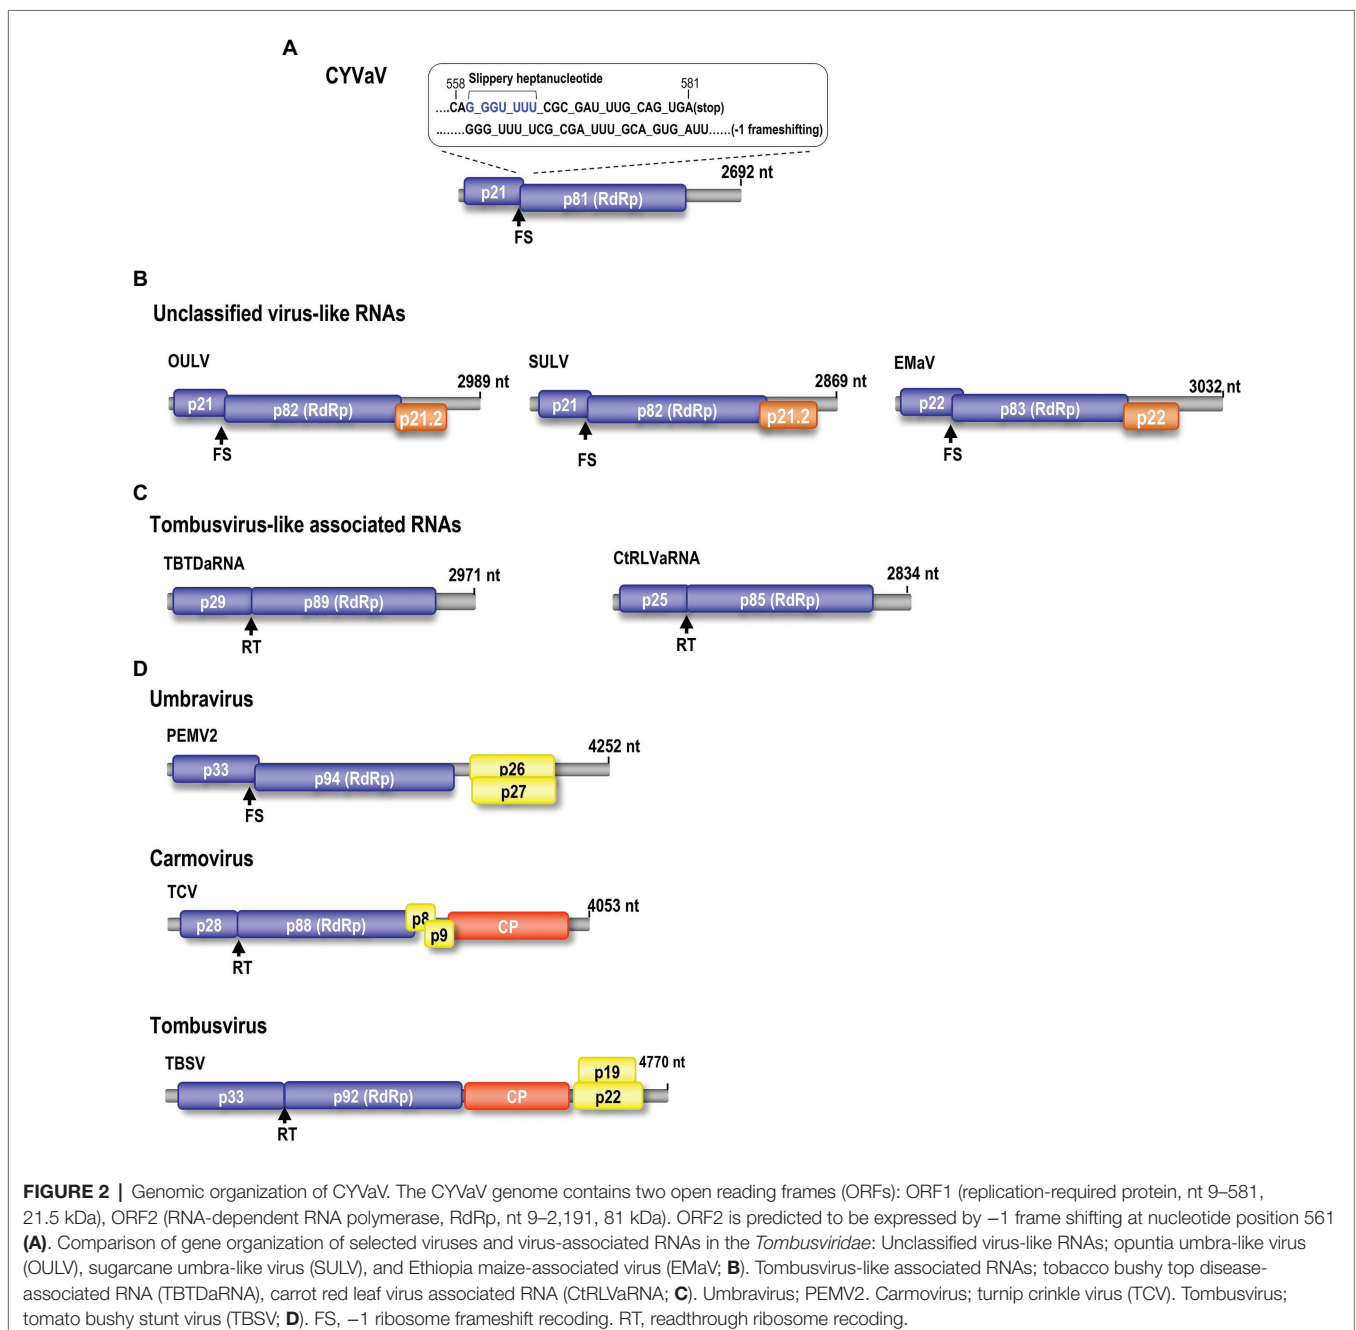 A
CYVaV
558 Slippery heptanucleotide 581
....CAG_GGU_UUU_CGC_GAU_UUG_CAG_UGA(stop)
........GGG_UUU_UCG_CGA_UUU_GCA_GUG_AUU......(-1 frameshifting)
2692 nt
p21 p81 (RdRp)
FS
B
Unclassified virus-like RNAs
OULV
2989 nt
p21 p82 (RdRp) p21.2
FS
SULV
2869 nt
p21 p82 (RdRp) p21.2
FS
EMaV
3032 nt
p22 p83 (RdRp) p22
FS
C
Tombusvirus-like associated RNAs
TBTDaRNA
2971 nt
p29 p89 (RdRp)
RT
CtRLVaRNA
2834 nt
p25 p85 (RdRp)
RT
D
Umbravirus
PEMV2
4252 nt
p33 p94 (RdRp) p26
p27
FS
Carmovirus
TCV
4053 nt
p28 p88 (RdRp) p8 p9 CP
RT
Tombusvirus
TBSV
p19 4770 nt
p33 p92 (RdRp) CP p22
RT
FIGURE 2 | Genomic organization of CYVaV. The CYVaV genome contains two open reading frames (ORFs): ORF1 (replication-required protein, nt 9–581,
21.5 kDa), ORF2 (RNA-dependent RNA polymerase, RdRp, nt 9–2,191, 81 kDa). ORF2 is predicted to be expressed by −1 frame shifting at nucleotide position 561
(A). Comparison of gene organization of selected viruses and virus-associated RNAs in the Tombusviridae: Unclassified virus-like RNAs; opuntia umbra-like virus
(OULV), sugarcane umbra-like virus (SULV), and Ethiopia maize-associated virus (EMaV; B). Tombusvirus-like associated RNAs; tobacco bushy top disease-
associated RNA (TBTDaRNA), carrot red leaf virus associated RNA (CtRLVaRNA; C). Umbravirus; PEMV2. Carmovirus; turnip crinkle virus (TCV). Tombusvirus;
tomato bushy stunt virus (TBSV; D). FS, −1 ribosome frameshift recoding. RT, readthrough ribosome recoding.